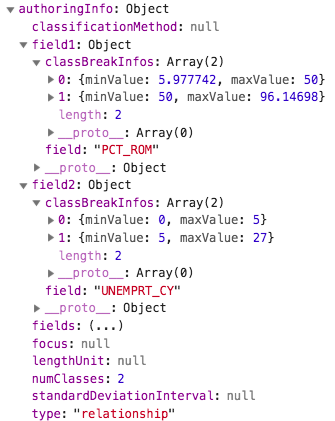 authoringInfo: Object
classificationMethod: null
field1: Object
classBreakInfos: Array(2)
0: {minValue: 5.977742, maxValue: 50}
1: {minValue: 50, maxValue: 96.14698}
length: 2
__proto__: Array(0)
field: "PCT_ROM"
__proto__: Object
field2: Object
classBreakInfos: Array(2)
0: {minValue: 0, maxValue: 5}
1: {minValue: 5, maxValue: 27}
length: 2
__proto__: Array(0)
field: "UNEMPRT_CY"
__proto__: Object
fields: (...)
focus: null
lengthUnit: null
numClasses: 2
standardDeviationInterval: null
type: "relationship"